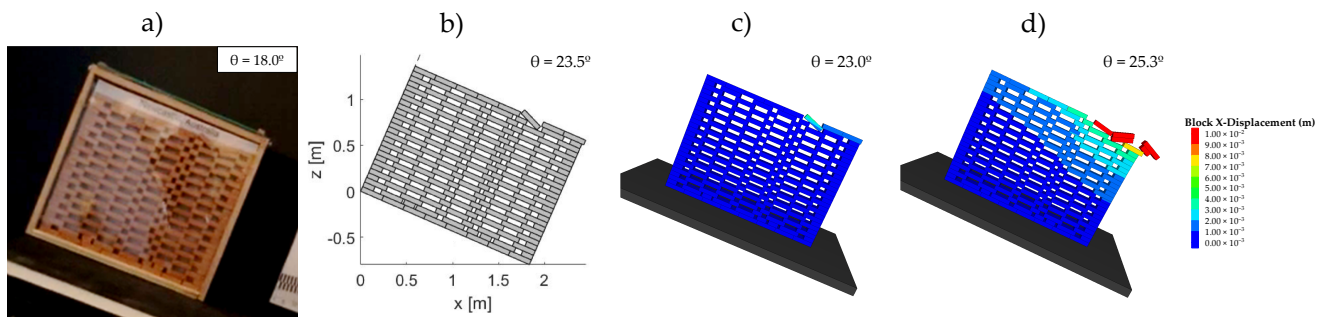 a)
b)
c)
d)
θ = 18.0º
θ = 23.5º
θ = 23.0º
θ = 25.3º
1
0.5
0
-0.5
z [m]
0
0.5
1
1.5
2
x [m]
Block X-Displacement (m)
1.00 × 10⁻²
9.00 × 10⁻³
8.00 × 10⁻³
7.00 × 10⁻³
6.00 × 10⁻³
5.00 × 10⁻³
4.00 × 10⁻³
3.00 × 10⁻³
2.00 × 10⁻³
1.00 × 10⁻³
0.00 × 10⁻³